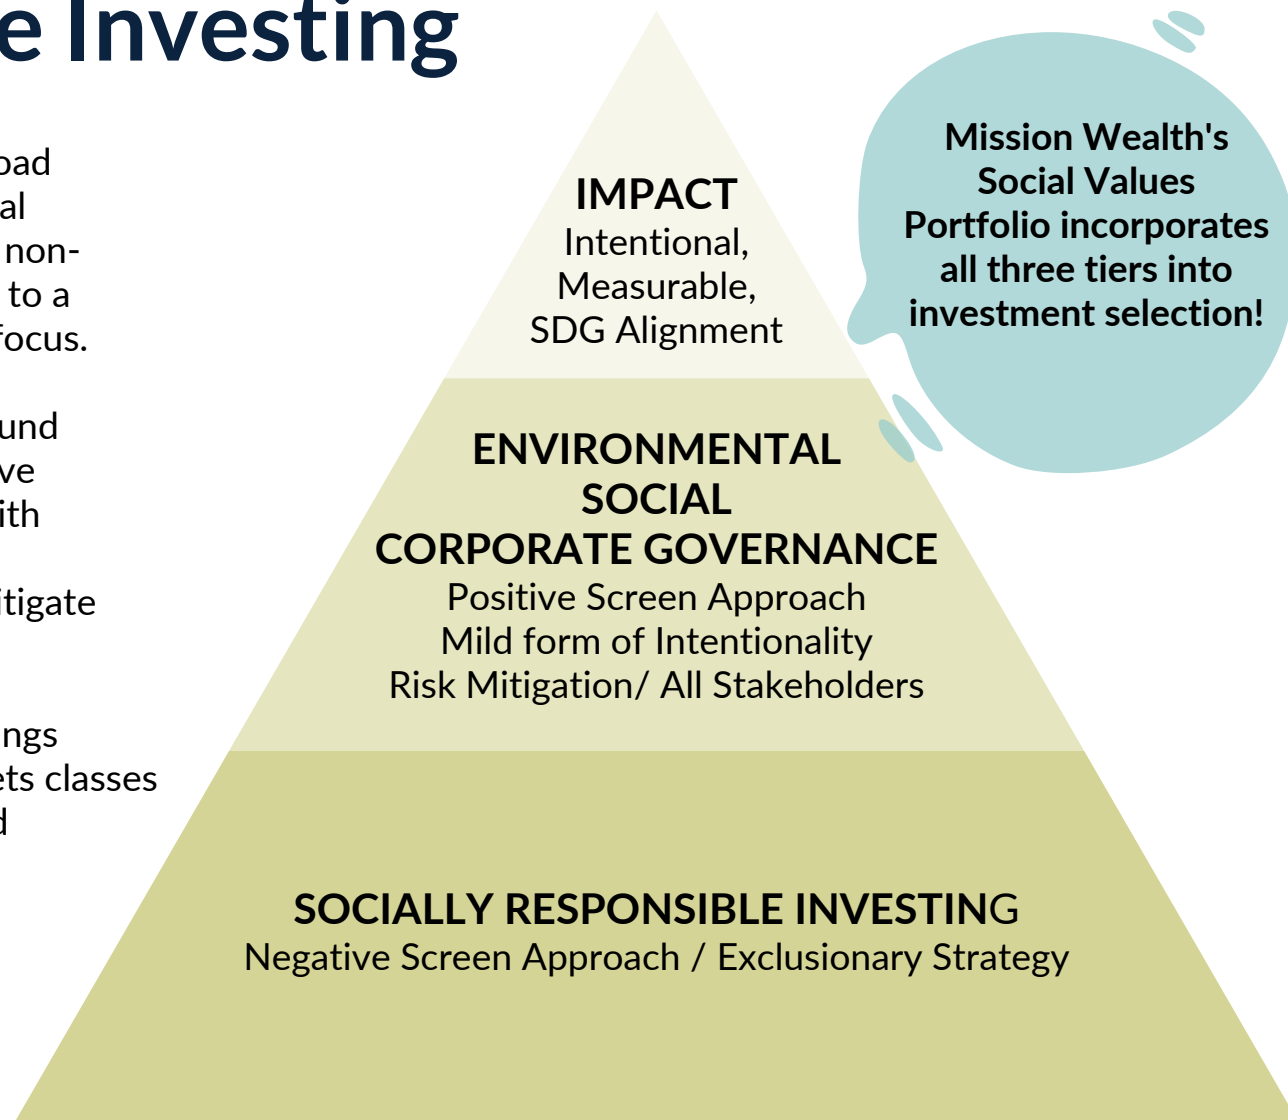 e Investing
oad
al
non-
to a
focus.
und
ve
ith
itigate
ngs
ets classes
d
IMPACT
Intentional,
Measurable,
SDG Alignment
ENVIRONMENTAL
SOCIAL
CORPORATE GOVERNANCE
Positive Screen Approach
Mild form of Intentionality
Risk Mitigation/ All Stakeholders
SOCIALLY RESPONSIBLE INVESTING
Negative Screen Approach / Exclusionary Strategy
Mission Wealth's
Social Values
Portfolio incorporates
all three tiers into
investment selection!